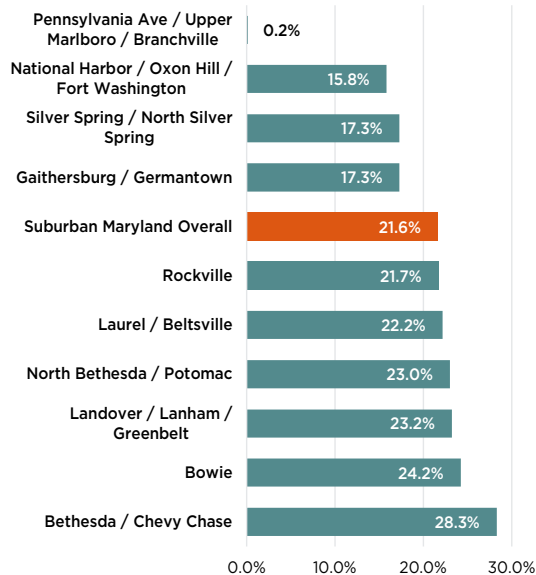 Pennsylvania Ave / Upper
Marlboro / Branchville
0.2%
National Harbor / Oxon Hill /
Fort Washington
15.8%
Silver Spring / North Silver
Spring
17.3%
Gaithersburg / Germantown
17.3%
Suburban Maryland Overall
21.6%
Rockville
21.7%
Laurel / Beltsville
22.2%
North Bethesda / Potomac
23.0%
Landover / Lanham /
Greenbelt
23.2%
Bowie
24.2%
Bethesda / Chevy Chase
28.3%
0.0% 10.0% 20.0% 30.0%